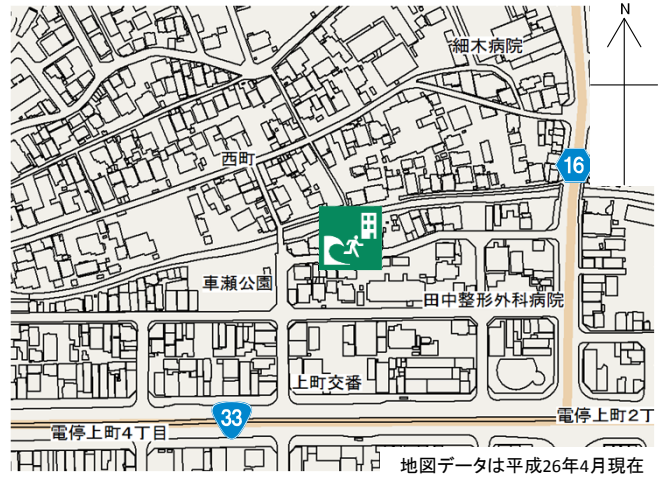 N
細木病院
16
西町
車瀬公園
田中整形外科病院
上町交番
33
電停上町2丁
電停上町4丁目
地図データは平成26年4月現在